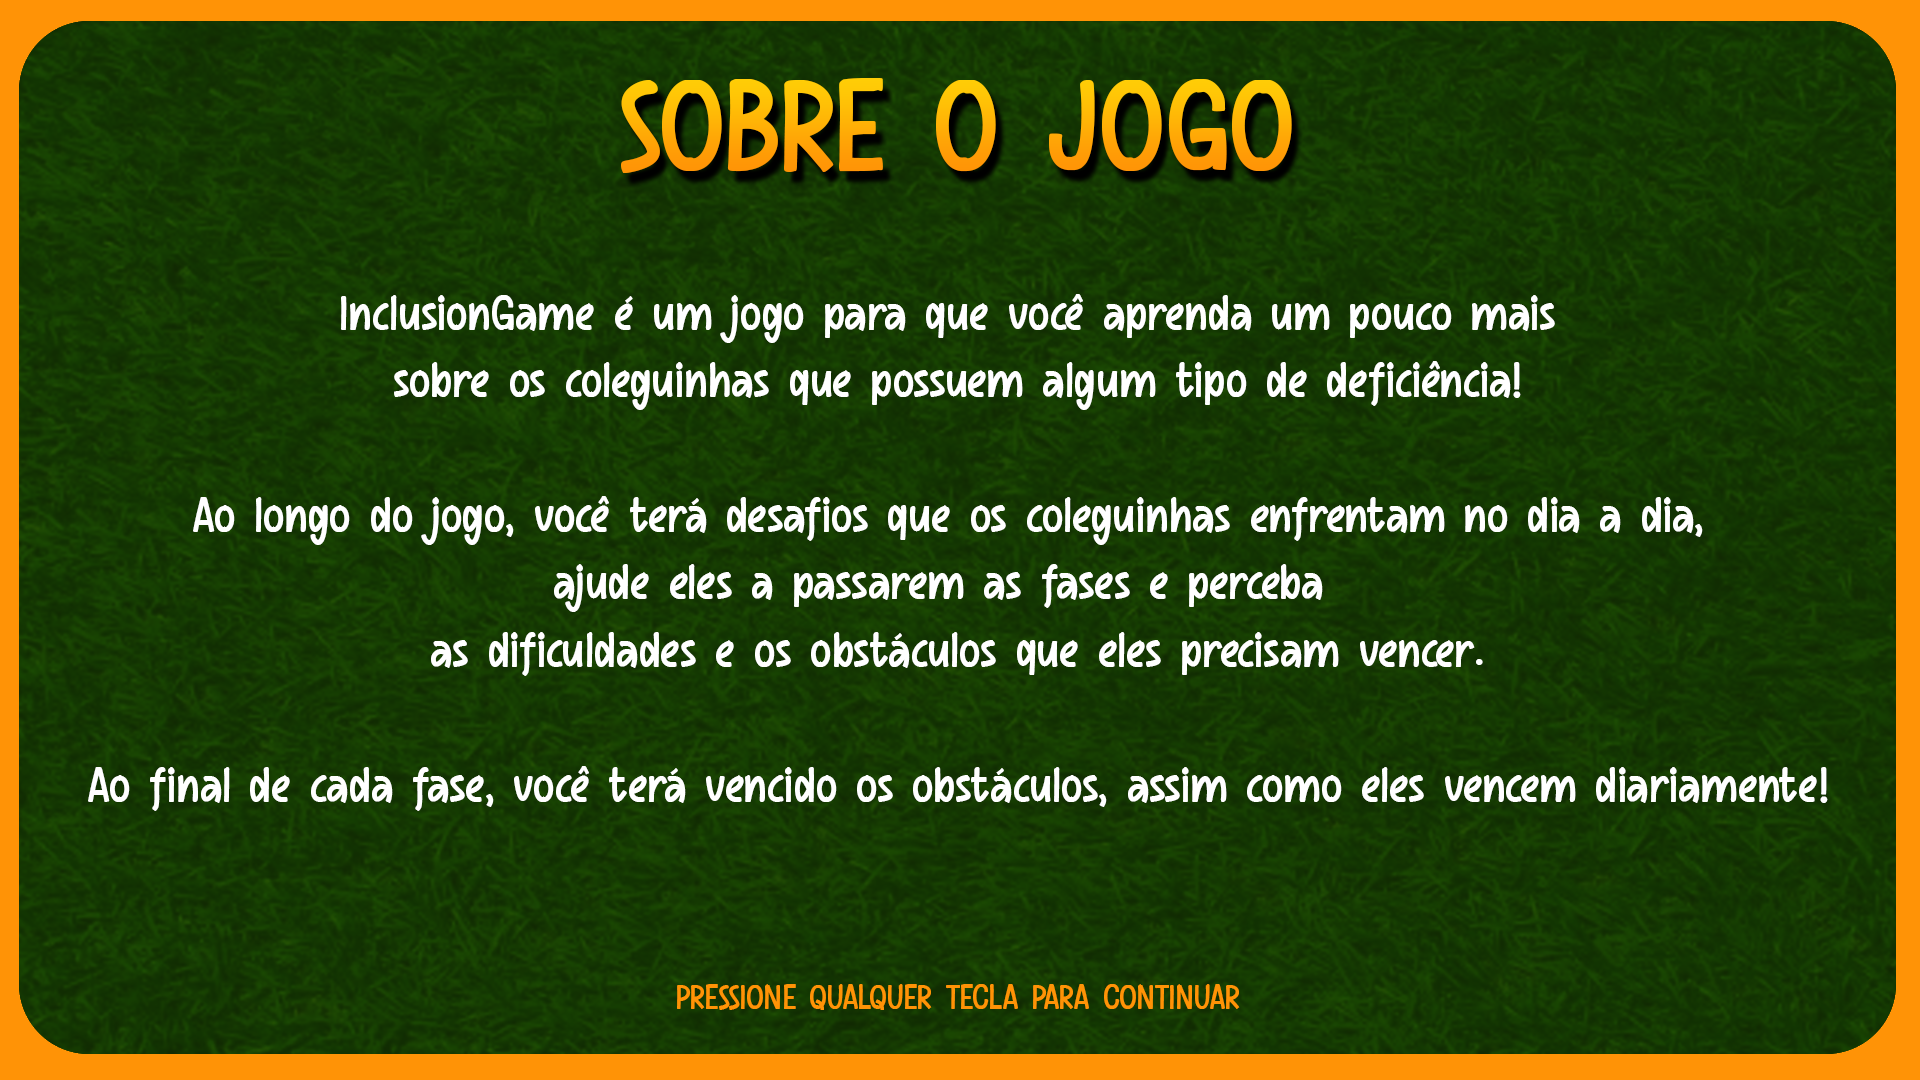 SOBRE O JOGO
InclusionGame é um jogo para que você aprenda um pouco mais
sobre os coleguinhas que possuem algum tipo de deficiência!
Ao longo do jogo, você terá desafios que os coleguinhas enfrentam no dia a dia,
ajude eles a passarem as fases e perceba
as dificuldades e os obstáculos que eles precisam vencer.
Ao final de cada fase, você terá vencido os obstáculos, assim como eles vencem diariamente!
PRESSIONE QUALQUER TECLA PARA CONTINUAR